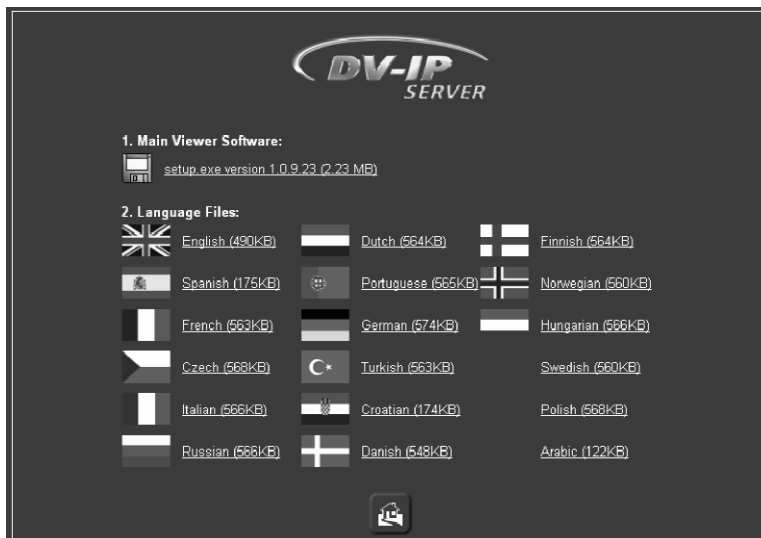 DV-IP
SERVER
1. Main Viewer Software:
setup.exe version 1.0.9.23 (2.23 MB)
2. Language Files:
English (490KB) Dutch (564KB) Finnish (564KB)
Spanish (175KB) Portuguese (565KB) Norwegian (560KB)
French (563KB) German (574KB) Hungarian (566KB)
Czech (568KB) Turkish (563KB) Swedish (560KB)
Italian (566KB) Croatian (174KB) Polish (568KB)
Russian (566KB) Danish (548KB) Arabic (122KB)